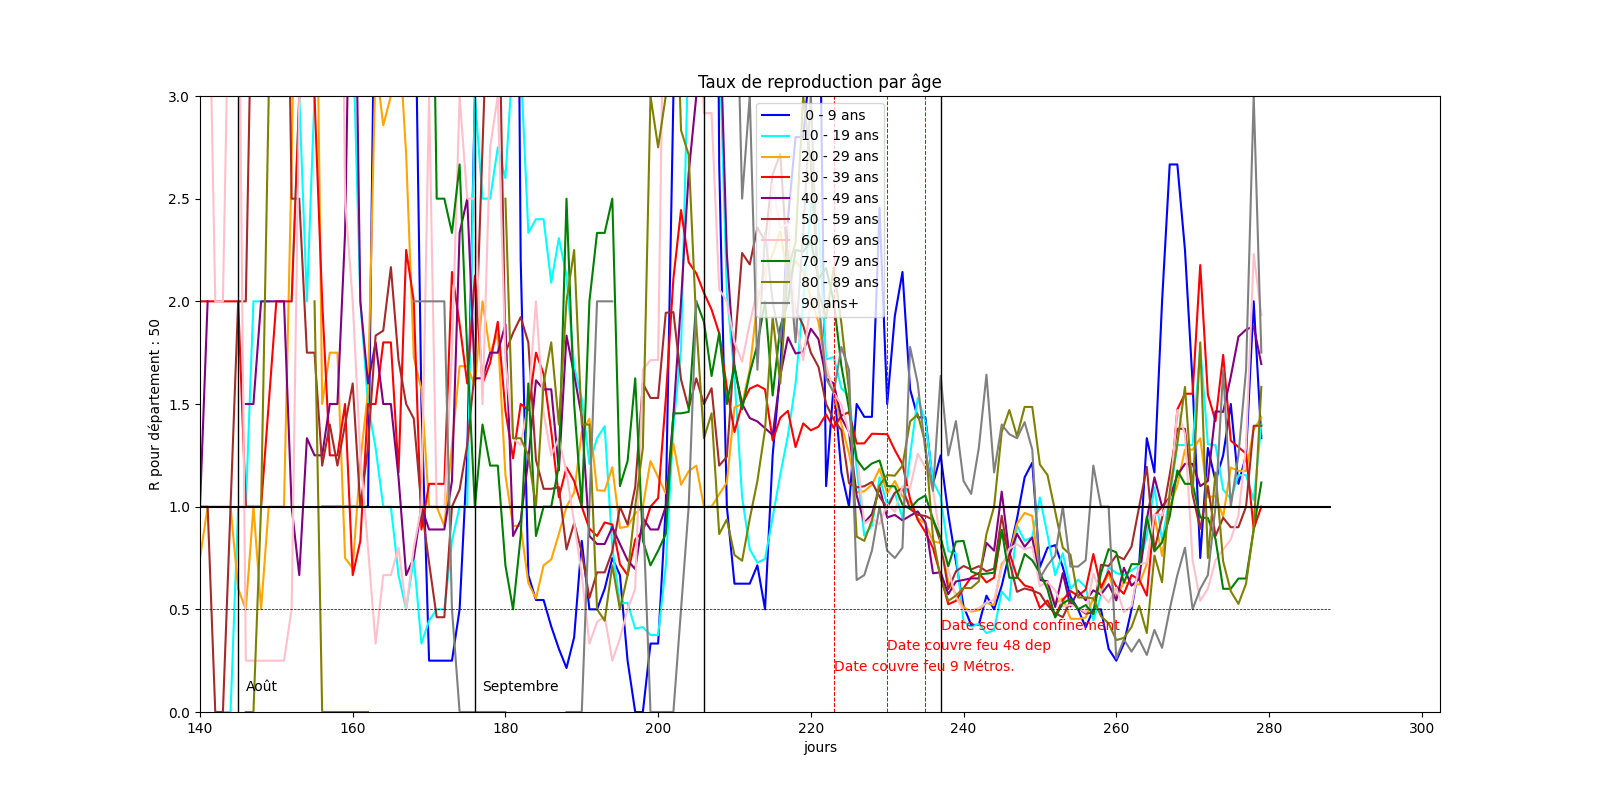 Taux de reproduction par âge
3.0
2.5
2.0
1.5
1.0
0.5
0.0
R pour département : 50
0 - 9 ans
10 - 19 ans
20 - 29 ans
30 - 39 ans
40 - 49 ans
50 - 59 ans
60 - 69 ans
70 - 79 ans
80 - 89 ans
90 ans+
Date second confinement
Date couvre feu 48 dep
Date couvre feu 9 Métros.
Août
Septembre
140 160 180 200 220 240 260 280 300
jours